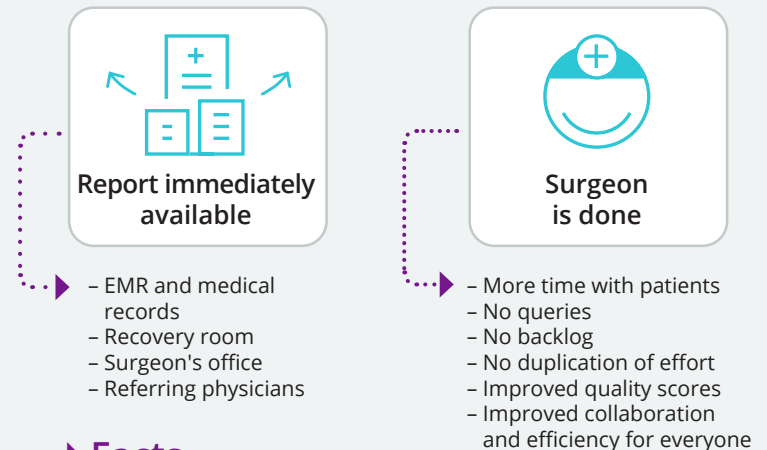 Report immediately
available
– EMR and medical
records
– Recovery room
– Surgeon's office
– Referring physicians
Surgeon
is done
– More time with patients
– No queries
– No backlog
– No duplication of effort
– Improved quality scores
– Improved collaboration
and efficiency for everyone
Facts